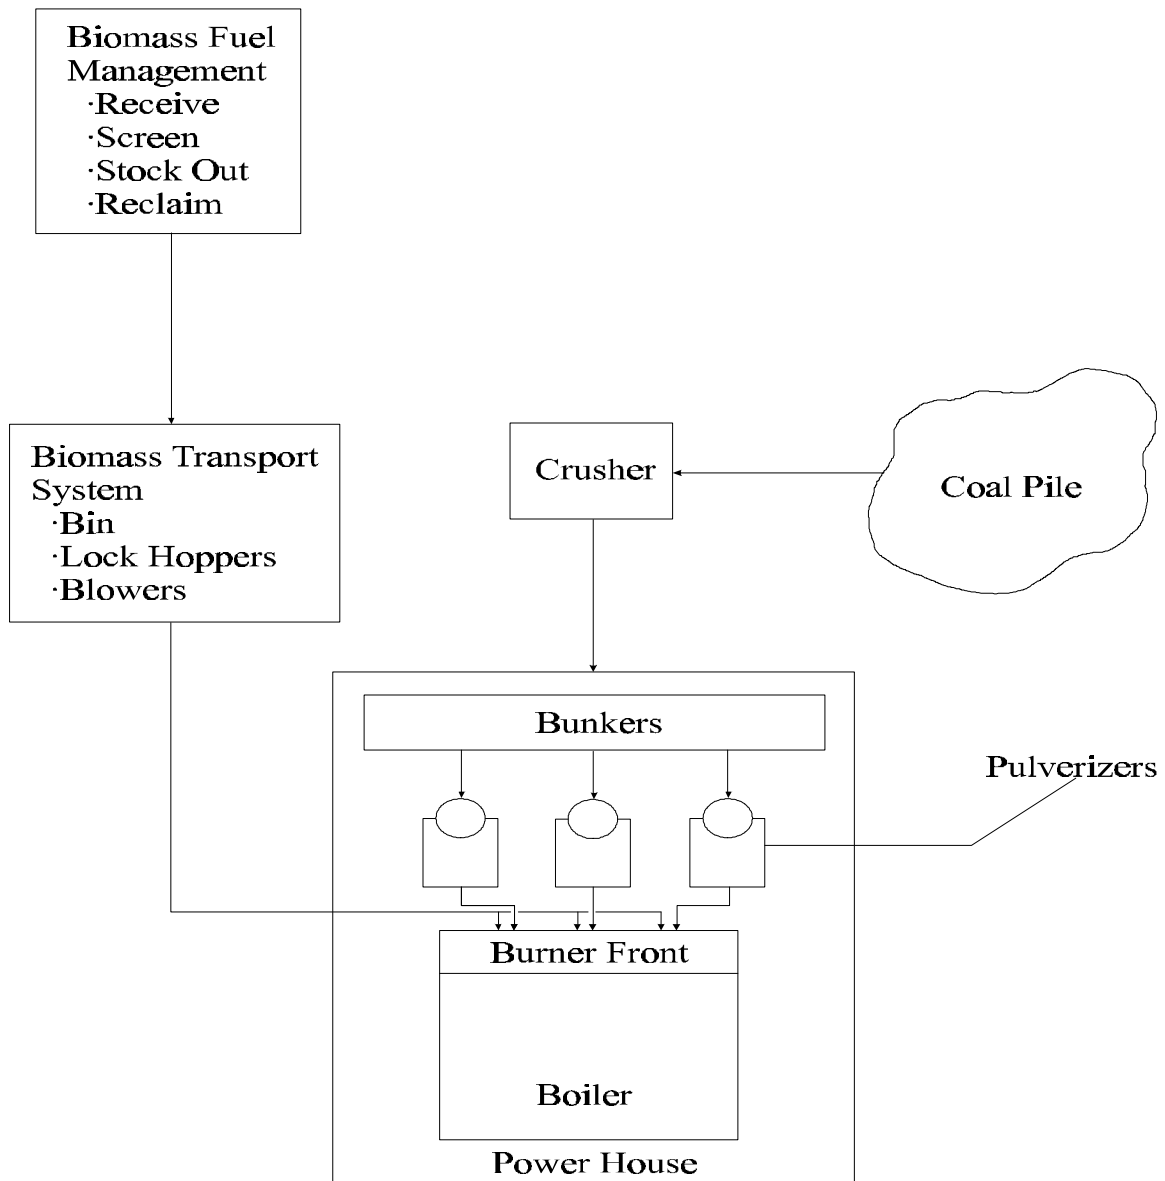 Biomass Fuel
Management
·Receive
·Screen
·Stock Out
·Reclaim
Biomass Transport
System
·Bin
·Lock Hoppers
·Blowers
Crusher
Coal Pile
Bunkers
Pulverizers
Burner Front
Boiler
Power House